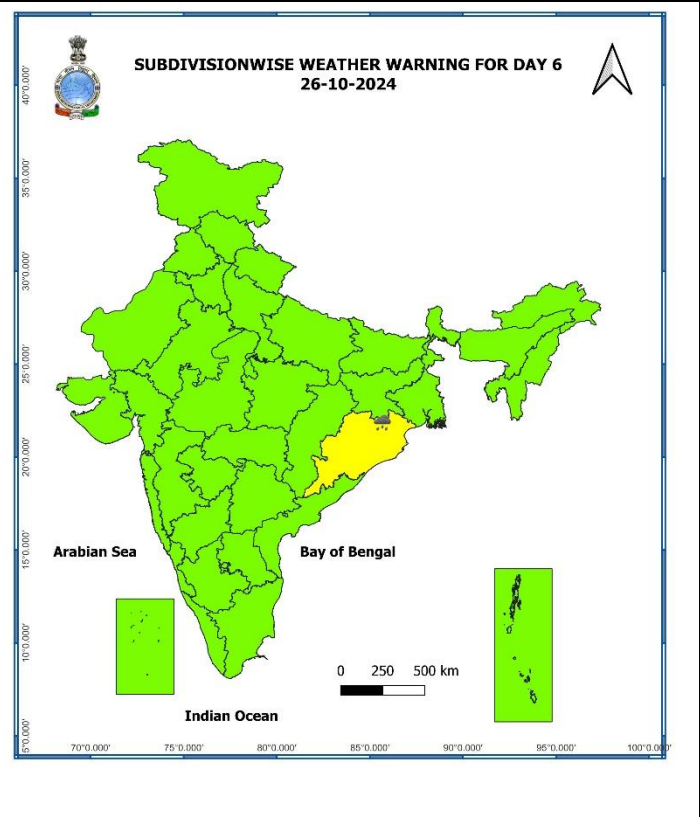 SUBDIVISIONWISE WEATHER WARNING FOR DAY 6
26-10-2024
40°0.000'
35°0.000'
30°0.000'
25°0.000'
20°0.000'
15°0.000'
10°0.000'
5°0.000'
Arabian Sea
Bay of Bengal
0 250 500 km
Indian Ocean
70°0.000' 75°0.000' 80°0.000' 85°0.000' 90°0.000' 95°0.000' 100°0.000'